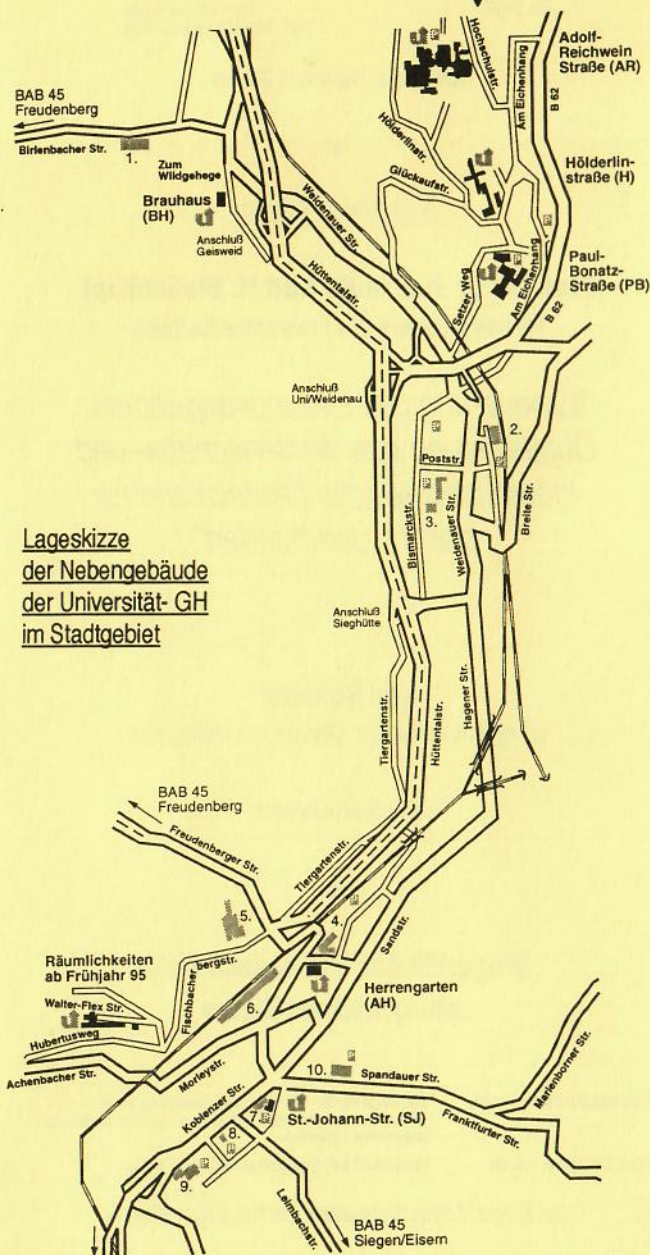 Adolf-
Reichwein
Straße (AR)
Hochschulstr.
Am Eichenhang
B 62
BAB 45
Freudenberg
Birlenbacher Str.
1.
Zum
Wildgehege
Brauhaus
(BH)
Anschluß
Geisweid
Weidenauer Str.
Hölderlinstr.
Glückaufstr.
Hölderlin-
straße (H)
Hüttentalstr.
Setzer Weg
Am Eichenhang
Paul-
Bonatz-
Straße (PB)
B 62
Anschluß
Uni/Weidenau
2.
Poststr.
3.
Bismarckstr.
Weidenauer Str.
Breite Str.
Lageskizze
der Nebengebäude
der Universität- GH
im Stadtgebiet
Anschluß
Sieghütte
Tiergartenstr.
Hüttentalstr.
Hagener Str.
BAB 45
Freudenberg
Freudenberger Str.
Tiergartenstr.
5.
4.
Sandstr.
Räumlichkeiten
ab Frühjahr 95
Fischbacher
bergstr.
Walter-Flex Str.
Hubertusweg
6.
Herrengarten
(AH)
Achenbacher Str.
Morleystr.
10.
Spandauer Str.
Marienborner Str.
Koblenzer Str.
7.
St.-Johann-Str. (SJ)
Franktfurter Str.
8.
9.
Leimbachstr.
BAB 45
Siegen/Eisern